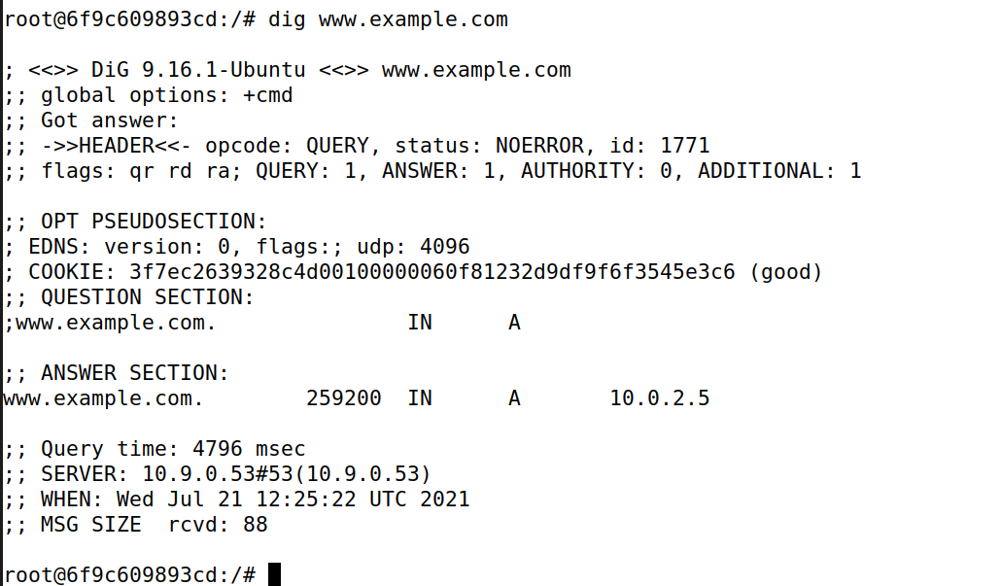 root@6f9c609893cd:/# dig www.example.com
; <<>> DiG 9.16.1-Ubuntu <<>> www.example.com
;; global options: +cmd
;; Got answer:
;; ->>HEADER<<- opcode: QUERY, status: NOERROR, id: 1771
;; flags: qr rd ra; QUERY: 1, ANSWER: 1, AUTHORITY: 0, ADDITIONAL: 1
;; OPT PSEUDOSECTION:
; EDNS: version: 0, flags:; udp: 4096
; COOKIE: 3f7ec2639328c4d00100000060f81232d9df9f6f3545e3c6 (good)
;; QUESTION SECTION:
;www.example.com.               IN      A
;; ANSWER SECTION:
www.example.com.        259200  IN      A       10.0.2.5
;; Query time: 4796 msec
;; SERVER: 10.9.0.53#53(10.9.0.53)
;; WHEN: Wed Jul 21 12:25:22 UTC 2021
;; MSG SIZE  rcvd: 88
root@6f9c609893cd:/#